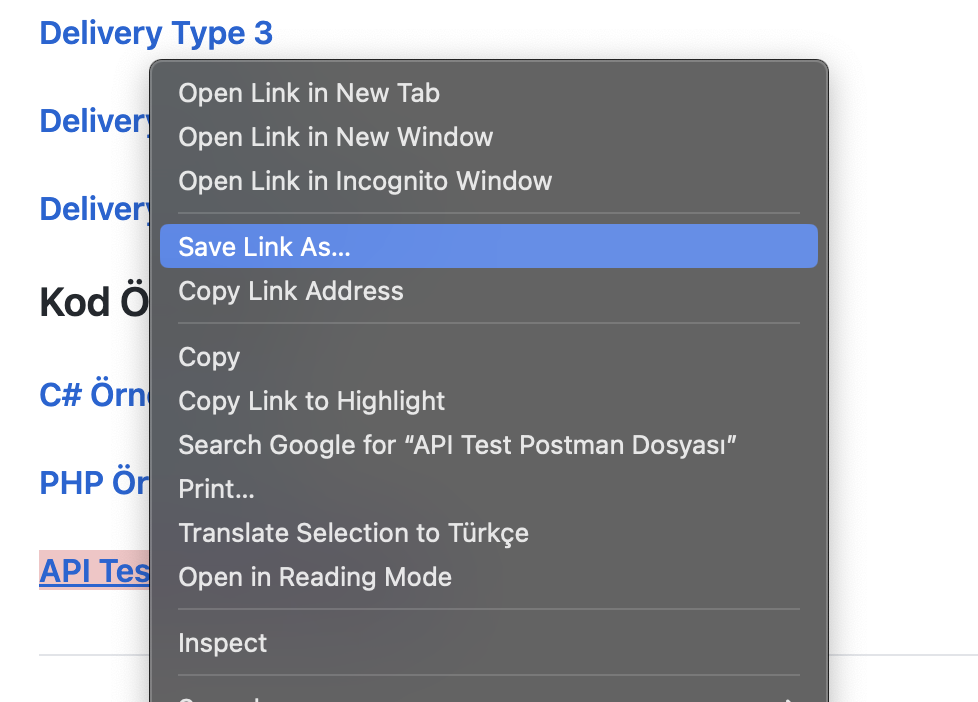 Delivery Type 3
Open Link in New Tab
Delivery
Open Link in New Window
Open Link in Incognito Window
Delivery
Save Link As...
Copy Link Address
Kod Ö
Copy
C# Örne
Copy Link to Highlight
Search Google for “API Test Postman Dosyası”
PHP Ör
Print...
Translate Selection to Türkçe
API Tes
Open in Reading Mode
Inspect